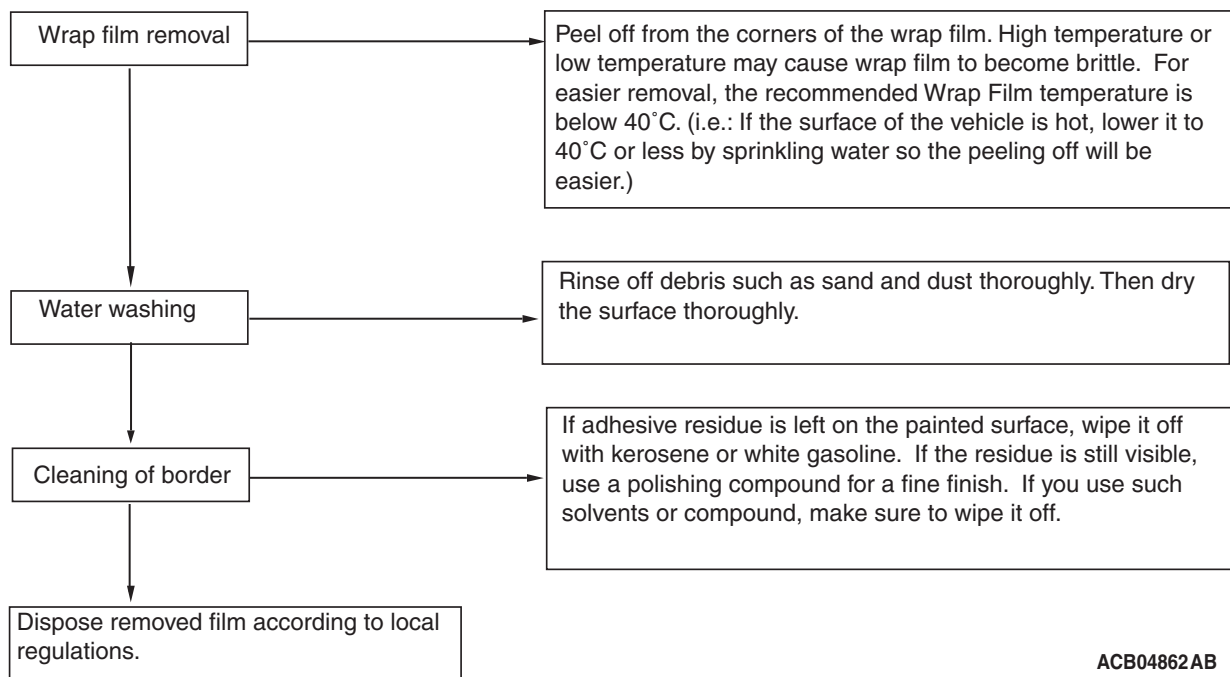 Wrap film removal
Peel off from the corners of the wrap film. High temperature or
low temperature may cause wrap film to become brittle.  For
easier removal, the recommended Wrap Film temperature is
below 40˚C. (i.e.: If the surface of the vehicle is hot, lower it to
40˚C or less by sprinkling water so the peeling off will be
easier.)
Water washing
Rinse off debris such as sand and dust thoroughly. Then dry
the surface thoroughly.
Cleaning of border
If adhesive residue is left on the painted surface, wipe it off
with kerosene or white gasoline.  If the residue is still visible,
use a polishing compound for a fine finish.  If you use such
solvents or compound, make sure to wipe it off.
Dispose removed film according to local
regulations.
ACB04862AB